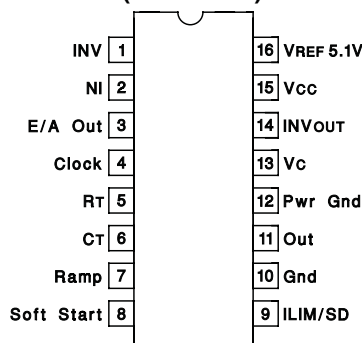 INV 1
16 VREF 5.1V
NI 2
15 VCC
E/A Out 3
14 INVOUT
Clock 4
13 VC
RT 5
12 Pwr Gnd
CT 6
11 Out
Ramp 7
10 Gnd
Soft Start 8
9 ILIM/SD